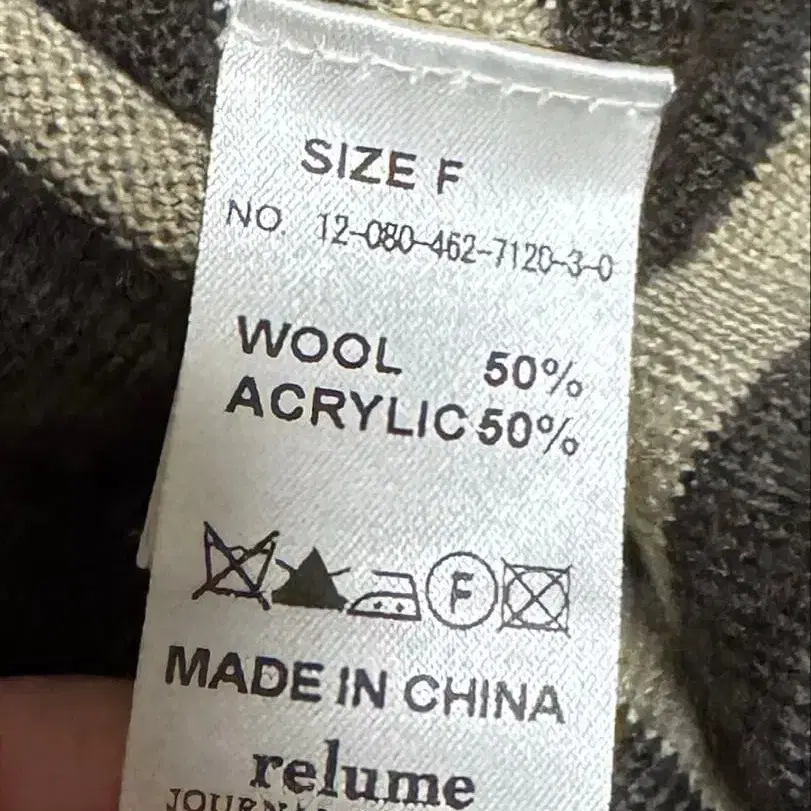 SIZE F
NO. 12-080-462-7120-3-0
WOOL 50%
ACRYLIC 50%
F
MADE IN CHINA
relume